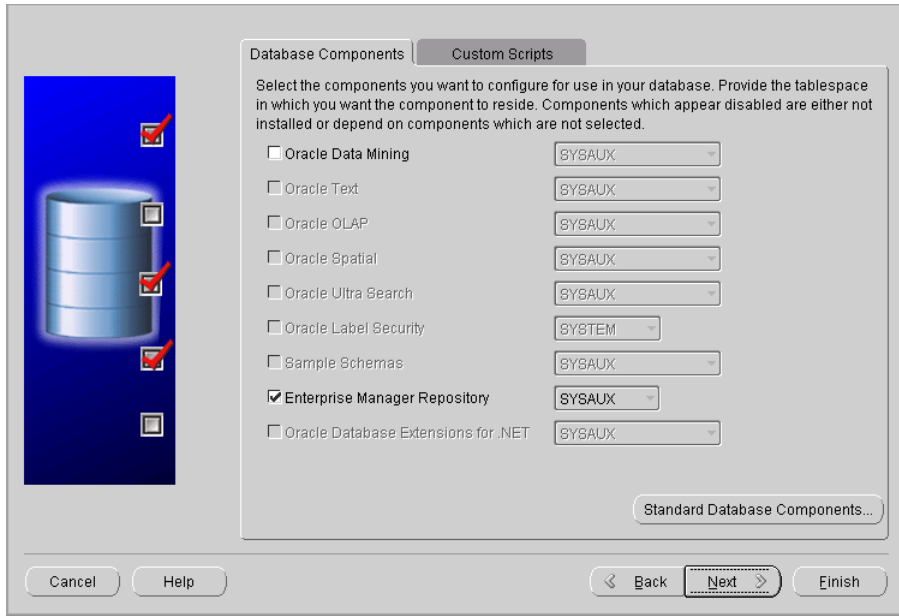 Database Components Custom Scripts
Select the components you want to configure for use in your database. Provide the tablespace
in which you want the component to reside. Components which appear disabled are either not
installed or depend on components which are not selected.
Oracle Data Mining SYSAUX
Oracle Text SYSAUX
Oracle OLAP SYSAUX
Oracle Spatial SYSAUX
Oracle Ultra Search SYSAUX
Oracle Label Security SYSTEM
Sample Schemas SYSAUX
Enterprise Manager Repository SYSAUX
Oracle Database Extensions for .NET SYSAUX
Standard Database Components...
Cancel Help Back Next Finish